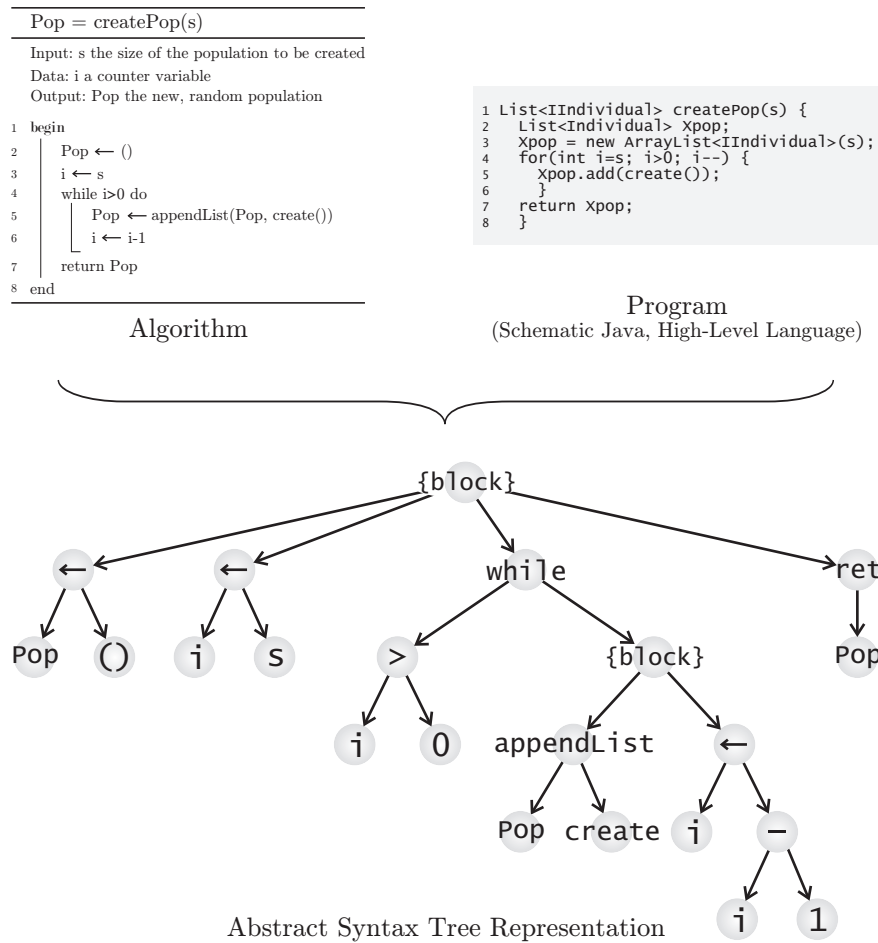 Pop = createPop(s)
Input: s the size of the population to be created
Data: i a counter variable
Output: Pop the new, random population
1 begin
2 Pop ← ()
3 i ← s
4 while i>0 do
5 Pop ← appendList(Pop, create())
6 i ← i-1
7 return Pop
8 end
Algorithm
1 List<IIndividual> createPop(s) {
2 List<Individual> Xpop;
3 Xpop = new ArrayList<IIndividual>(s);
4 for(int i=s; i>0; i--) {
5 Xpop.add(create());
6 }
7 return Xpop;
8 }
Program
(Schematic Java, High-Level Language)
{block}
← ← while ret
Pop () i s > {block} Pop
i 0 appendList ←
Pop create i −
i 1
Abstract Syntax Tree Representation